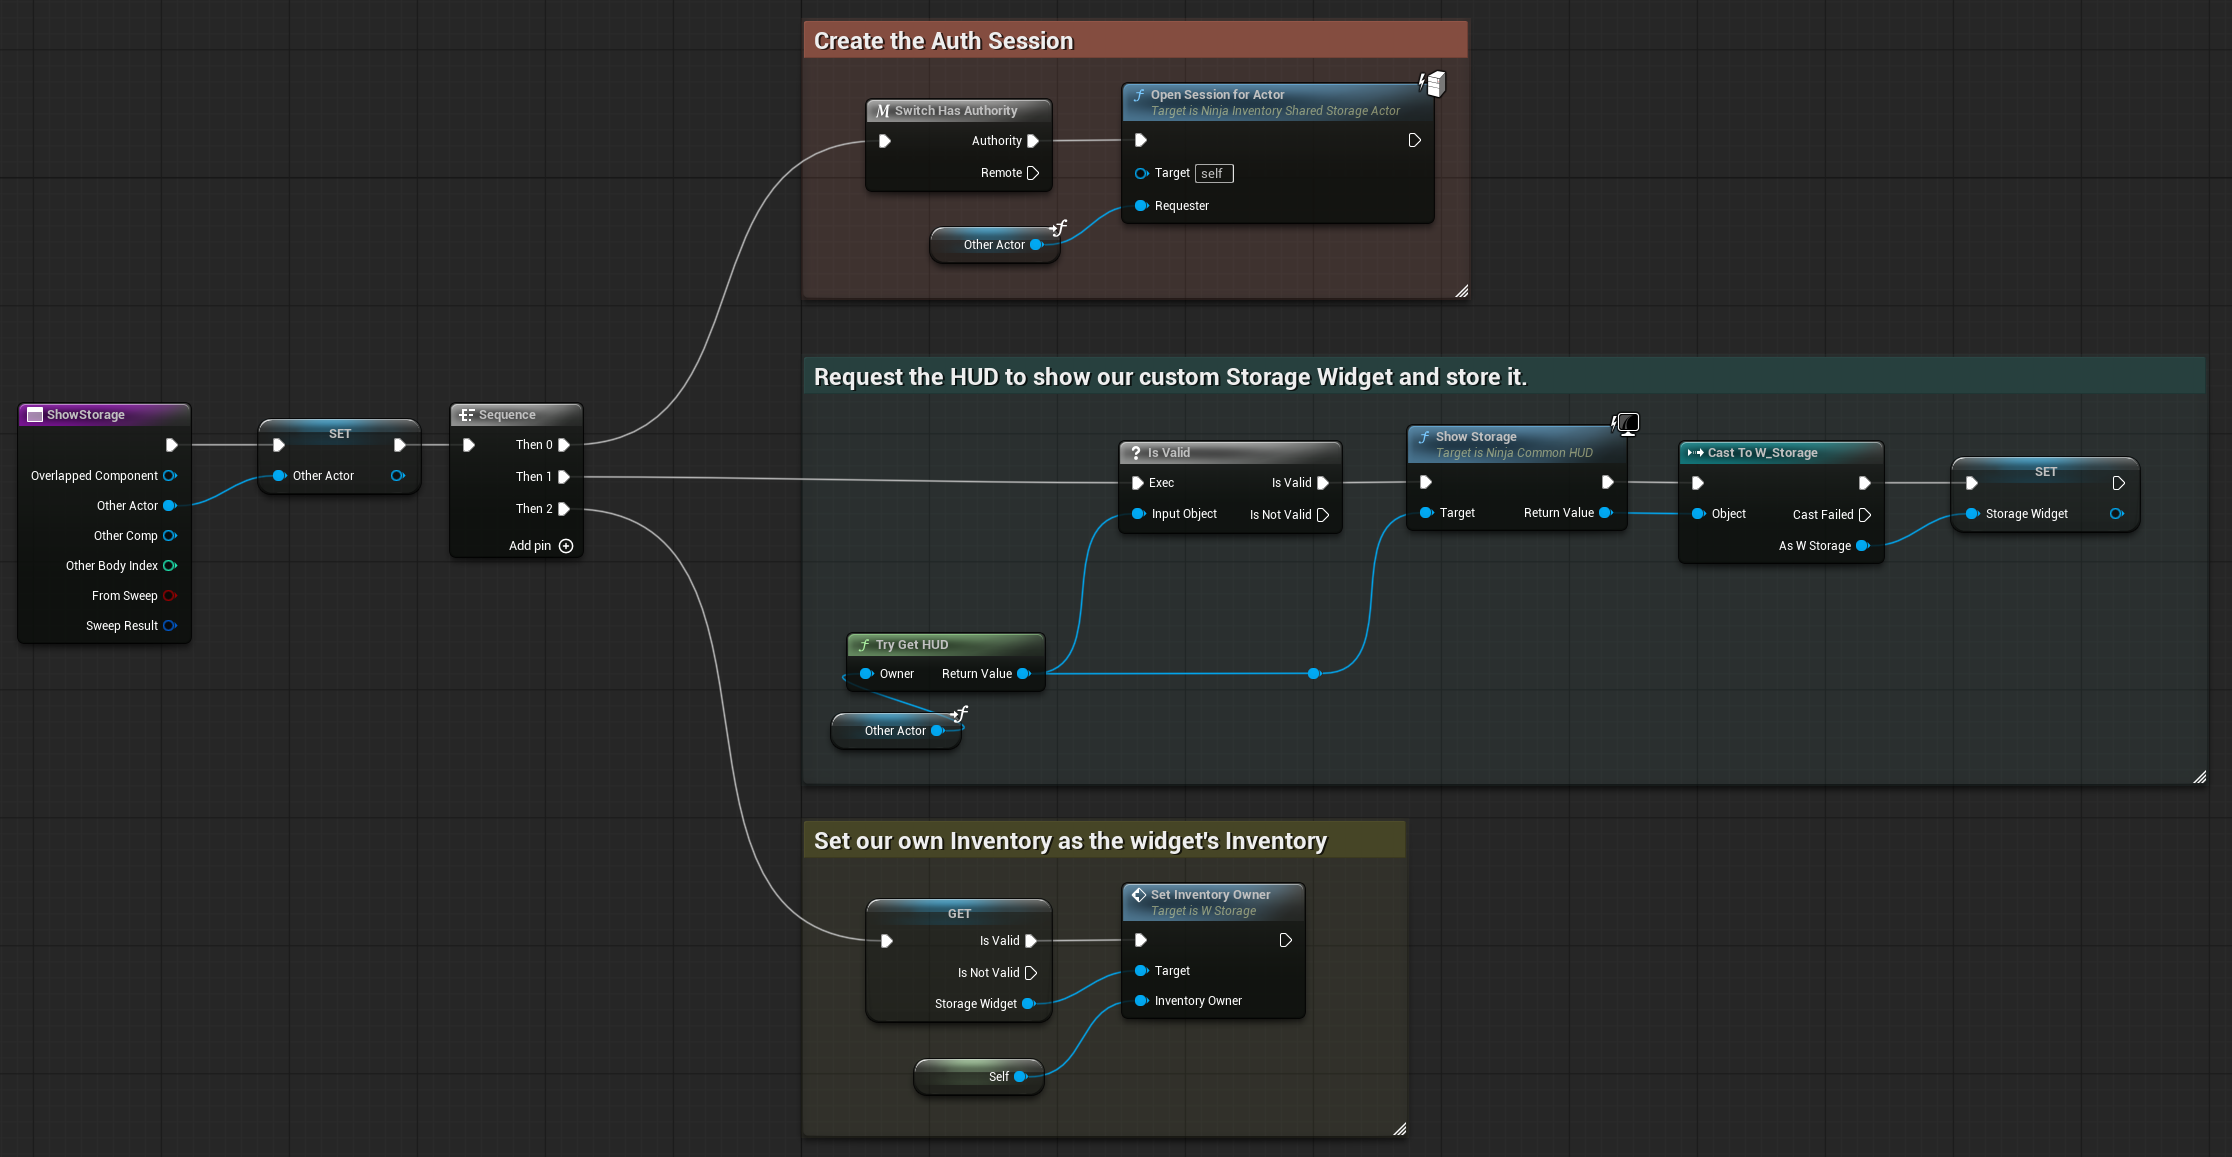 Create the Auth Session
Switch Has Authority
Authority
Remote
Open Session for Actor
Target is Ninja Inventory Shared Storage Actor
Target self
Requester
Other Actor
ShowStorage
Overlapped Component
Other Actor
Other Comp
Other Body Index
From Sweep
Sweep Result
SET
Other Actor
Sequence
Then 0
Then 1
Then 2
Add pin
Request the HUD to show our custom Storage Widget and store it.
Is Valid
Exec Is Valid
Input Object Is Not Valid
Show Storage
Target is Ninja Common HUD
Target Return Value
Cast To W_Storage
Object Cast Failed
As W Storage
SET
Storage Widget
Try Get HUD
Owner Return Value
Other Actor
Set our own Inventory as the widget's Inventory
GET
Is Valid
Is Not Valid
Storage Widget
Set Inventory Owner
Target is W Storage
Target
Inventory Owner
Self